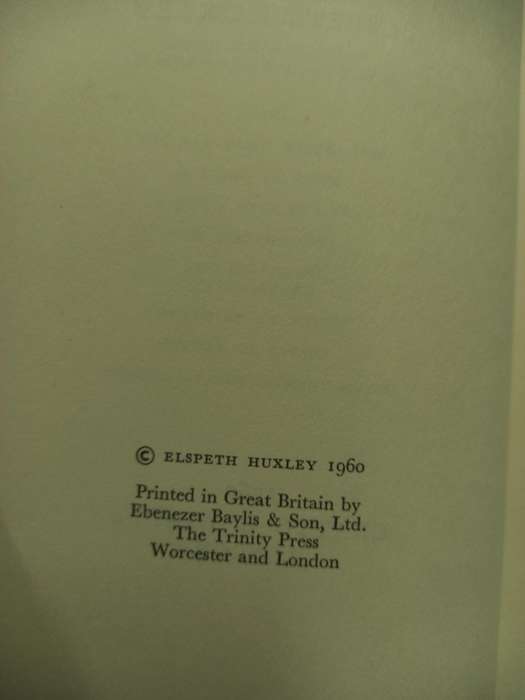 © ELSPETH HUXLEY 1960
Printed in Great Britain by
Ebenezer Baylis & Son, Ltd.
The Trinity Press
Worcester and London